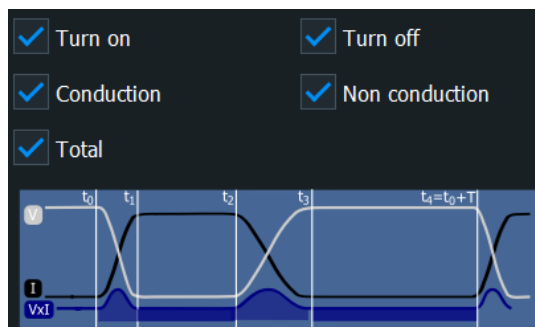 Turn on Turn off
Conduction Non conduction
Total
t₀ t₁ t₂ t₃ t₄=t₀+T
V
I
VxI